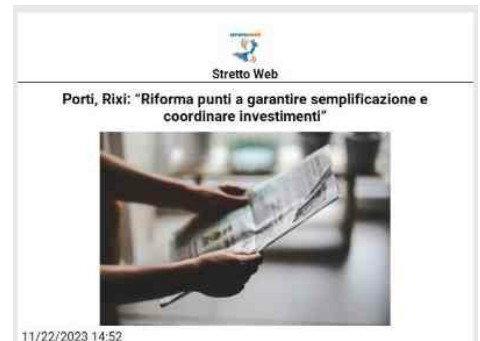 Stretto Web
Porti, Rixi: “Riforma punti a garantire semplificazione e
coordinare investimenti”
11/22/2023 14:52